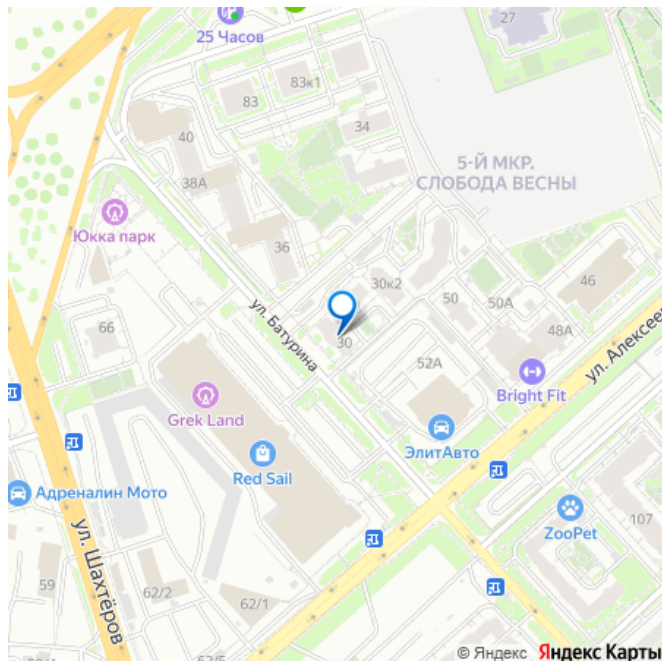 27
25 Часов
83к1
83
34
40
5-Й МКР.
СЛОБОДА ВЕСНЫ
38А
Юкка парк
36
30к2
46
50
50А
ул. Батурина
66
30
48А
52А
ул. Алексеев
Bright Fit
Grek Land
ЭлитАвто
Red Sail
Адреналин Мото
ZooPet
107
ул. Шахтёров
59
62/2
62/1
© Яндекс Яндекс Карты